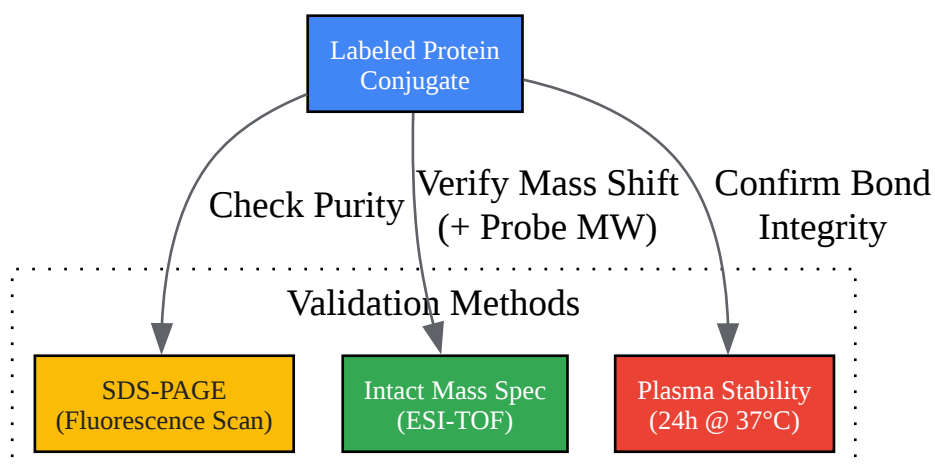 Labeled Protein
Conjugate
Check Purity
Verify Mass Shift
(+ Probe MW)
Confirm Bond
Integrity
Validation Methods
SDS-PAGE
(Fluorescence Scan)
Intact Mass Spec
(ESI-TOF)
Plasma Stability
(24h @ 37°C)